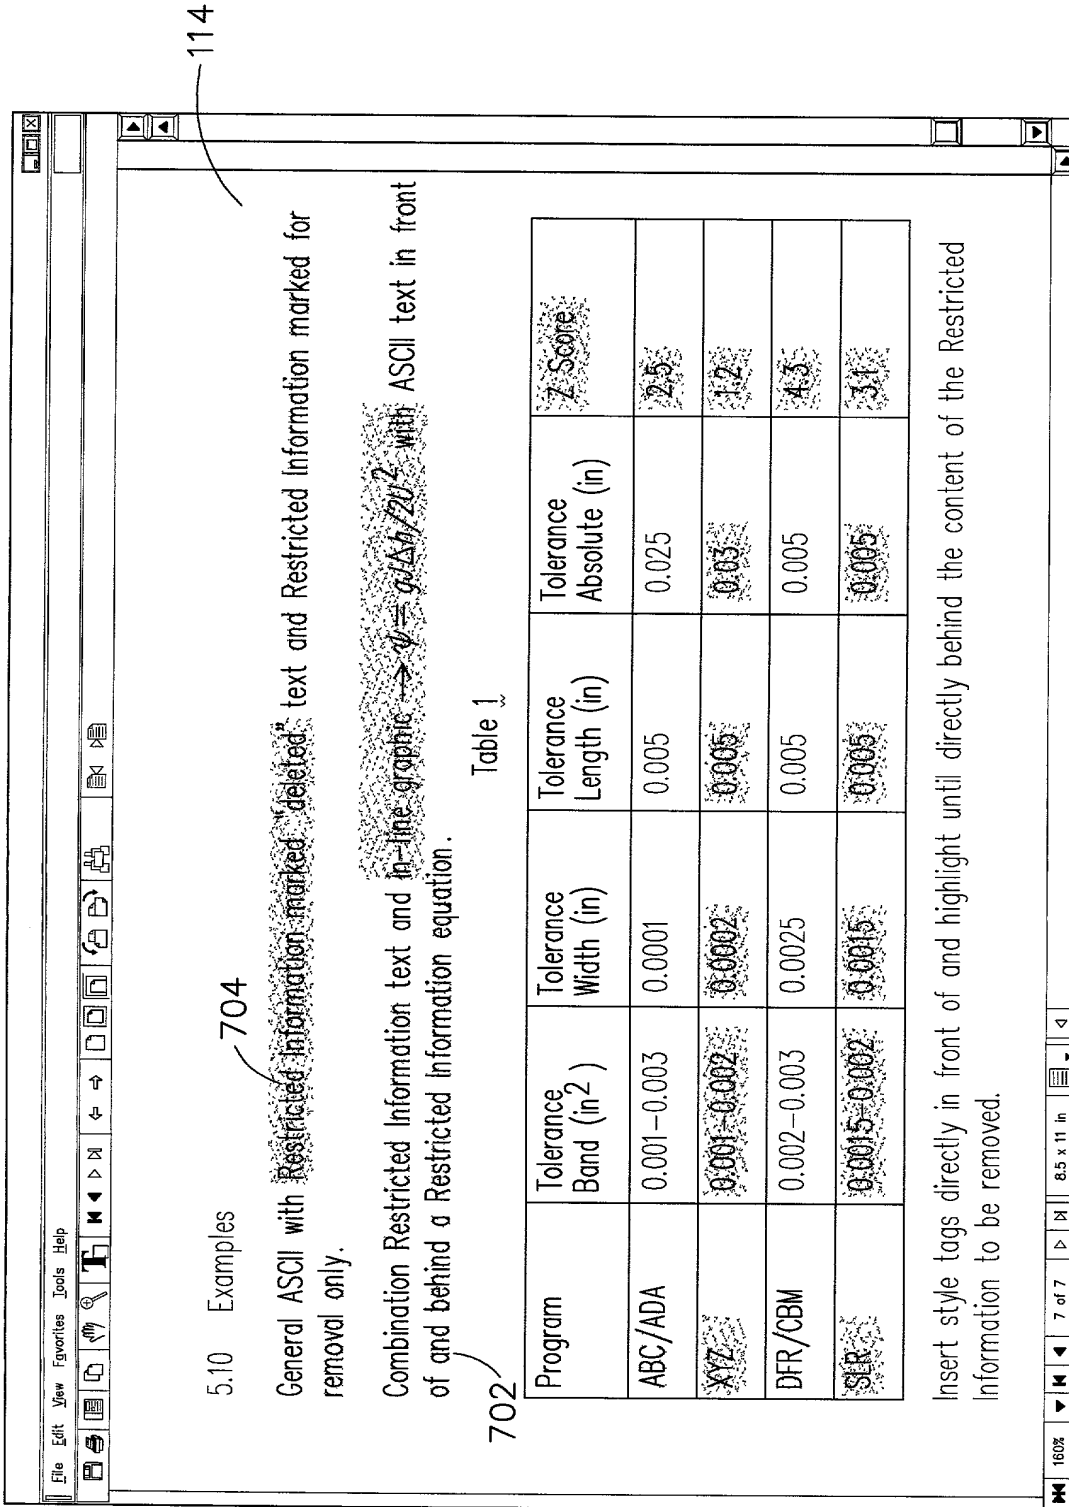 File Edit View Favorites Tools Help
114
5.10 Examples
704
General ASCII with Restricted Information marked "deleted" text and Restricted Information marked for
removal only.
Combination Restricted Information text and in-line graphic → ψ = gJΔh/2U² with ASCII text in front
of and behind a Restricted Information equation.
702
Table 1
Program Tolerance Band (in²) Tolerance Width (in) Tolerance Length (in) Tolerance Absolute (in) Z Score
ABC/ADA 0.001-0.003 0.0001 0.005 0.025 2.5
XYZ 0.001-0.002 0.0002 0.005 0.03 1.2
DFR/CBM 0.002-0.003 0.0025 0.005 0.005 4.3
SLR 0.0015-0.002 0.0015 0.005 0.005 3.1
Insert style tags directly in front of and highlight until directly behind the content of the Restricted
Information to be removed.
160% 7 of 7 8.5 x 11 in